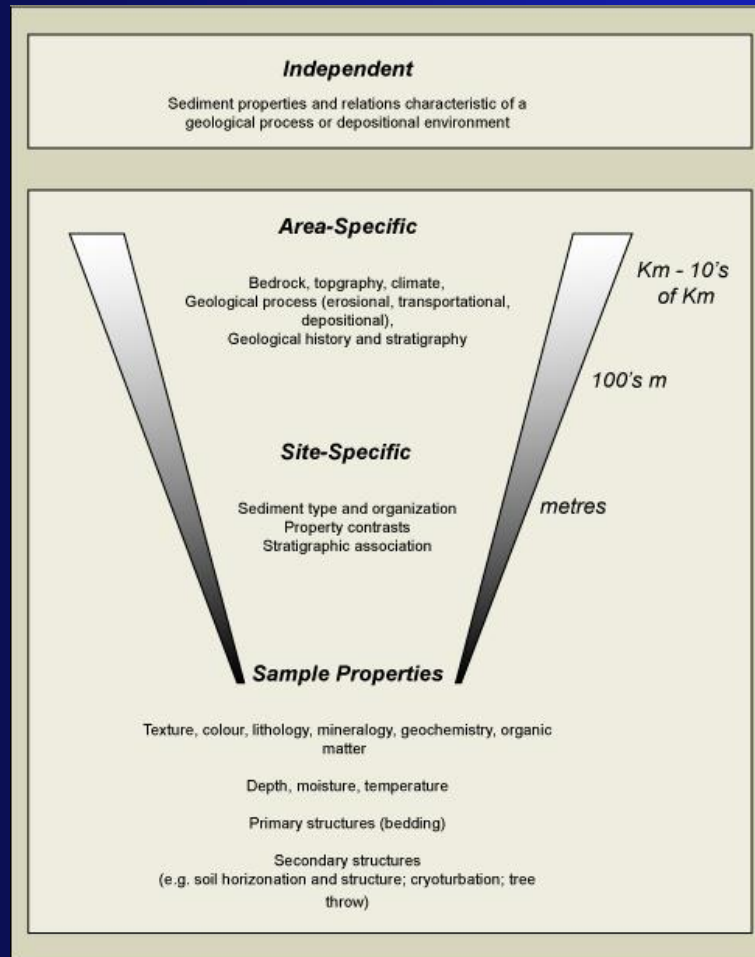 Independent
Sediment properties and relations characteristic of a
geological process or depositional environment
Area-Specific
Bedrock, topgraphy, climate,
Geological process (erosional, transportational,
depositional),
Geological history and stratigraphy
Km - 10's
of Km
100's m
Site-Specific
Sediment type and organization
Property contrasts
Stratigraphic association
metres
Sample Properties
Texture, colour, lithology, mineralogy, geochemistry, organic
matter
Depth, moisture, temperature
Primary structures (bedding)
Secondary structures
(e.g. soil horizonation and structure; cryoturbation; tree
throw)